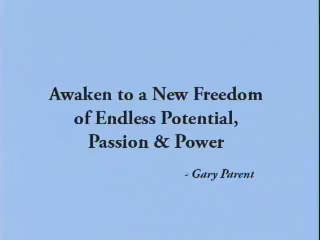 Awaken to a New Freedom
of Endless Potential,
Passion & Power
- Gary Parent